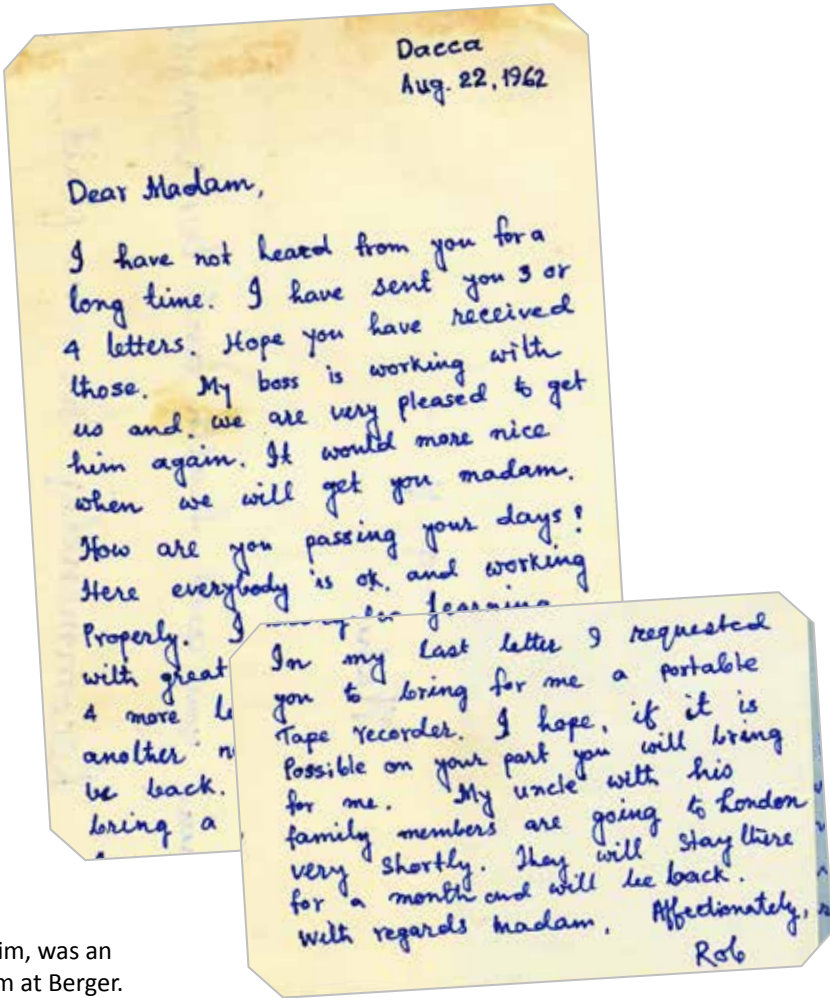 Dacca
Aug. 22, 1962
Dear Madam,
I have not heard from you for a
long time. I have sent you 3 or
4 letters. Hope you have received
those. My boss is working with
us and, we are very pleased to get
him again. It would more nice
when we will get you madam.
How are you passing your days?
Here everybody is ok, and working
Properly. I learning
with great
4 more
another
be back.
bring a
In my last letter I requested
you to bring for me a portable
Tape recorder. I hope, if it is
Possible on your part you will bring
for me. My uncle with his
family members are going to London
very shortly. They will stay there
for a month and will be back.
with regards madam. Affectionately,
Rob
im, was an
m at Berger.